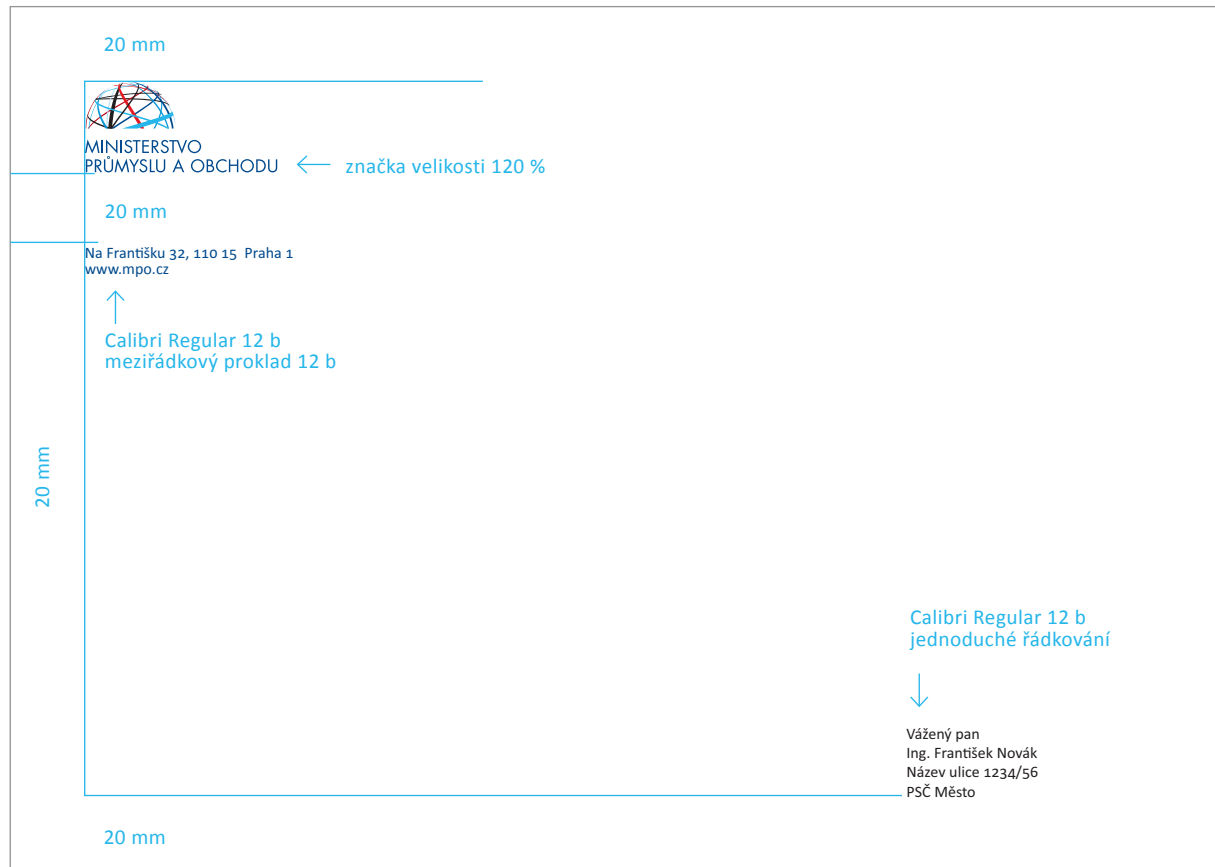 20 mm
MINISTERSTVO
PRŮMYSLU A OBCHODU
značka velikosti 120 %
20 mm
Na Františku 32, 110 15 Praha 1
www.mpo.cz
Calibri Regular 12 b
meziřádkový proklad 12 b
20 mm
Calibri Regular 12 b
jednoduché řádkování
Vážený pan
Ing. František Novák
Název ulice 1234/56
PSČ Město
20 mm